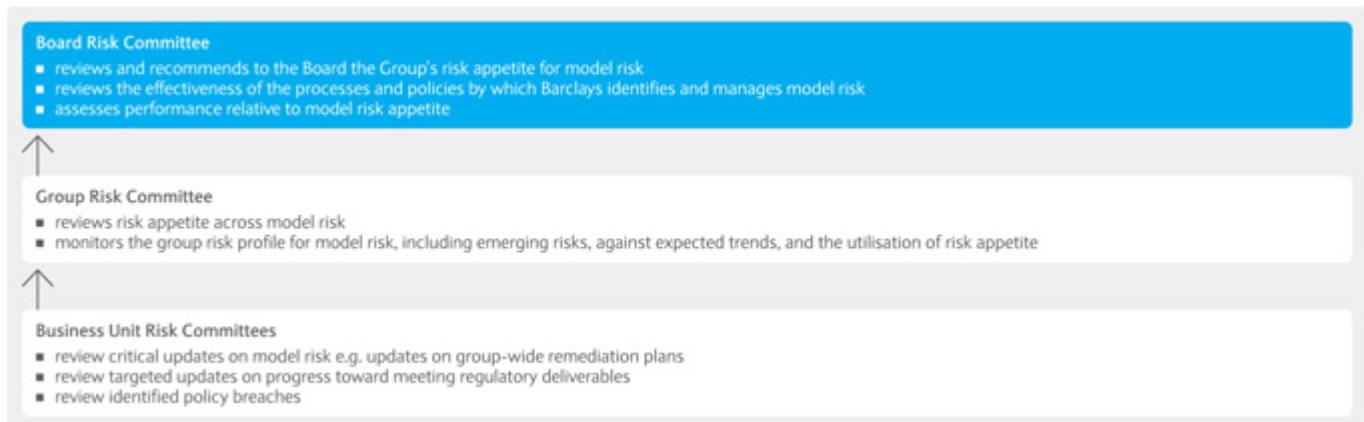 Board Risk Committee
▪ reviews and recommends to the Board the Group's risk appetite for model risk
▪ reviews the effectiveness of the processes and policies by which Barclays identifies and manages model risk
▪ assesses performance relative to model risk appetite
Group Risk Committee
▪ reviews risk appetite across model risk
▪ monitors the group risk profile for model risk, including emerging risks, against expected trends, and the utilisation of risk appetite
Business Unit Risk Committees
▪ review critical updates on model risk e.g. updates on group-wide remediation plans
▪ review targeted updates on progress toward meeting regulatory deliverables
▪ review identified policy breaches